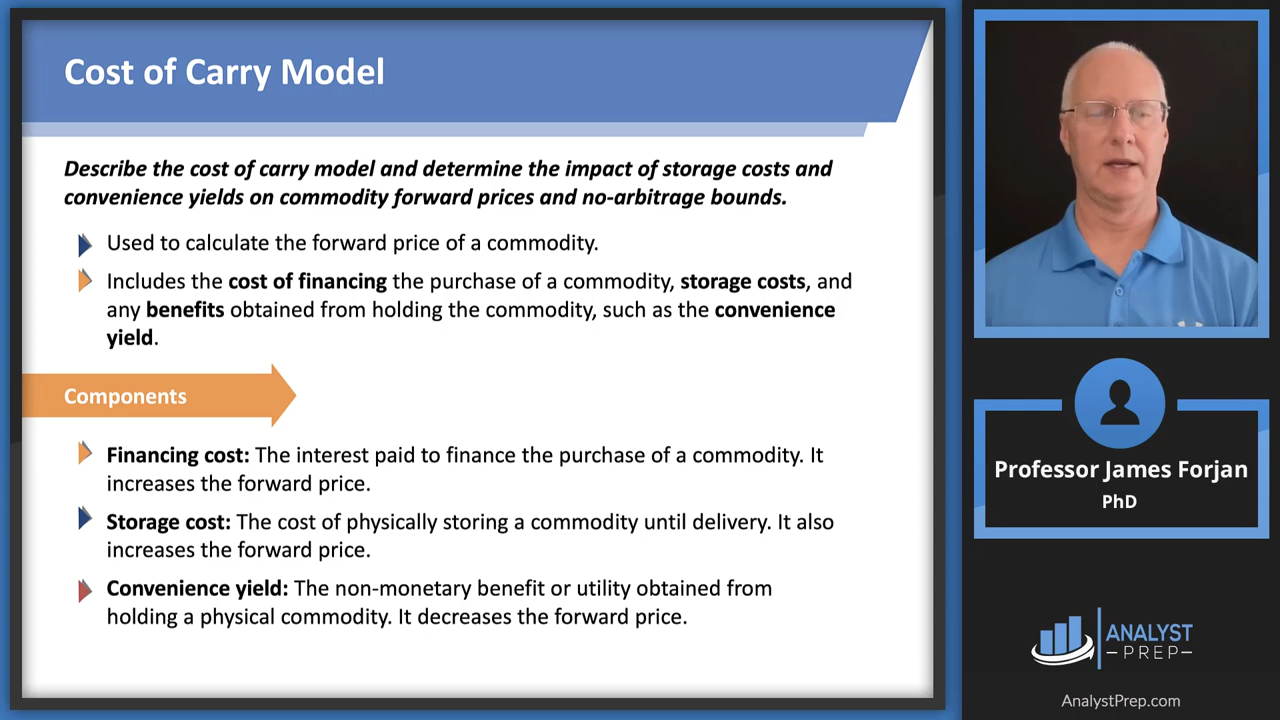 Cost of Carry Model
Describe the cost of carry model and determine the impact of storage costs and
convenience yields on commodity forward prices and no-arbitrage bounds.
Used to calculate the forward price of a commodity.
Includes the cost of financing the purchase of a commodity, storage costs, and
any benefits obtained from holding the commodity, such as the convenience
yield.
Components
Financing cost: The interest paid to finance the purchase of a commodity. It
increases the forward price.
Storage cost: The cost of physically storing a commodity until delivery. It also
increases the forward price.
Convenience yield: The non-monetary benefit or utility obtained from
holding a physical commodity. It decreases the forward price.
Professor James Forjan
PhD
ANALYST
PREP
AnalystPrep.com